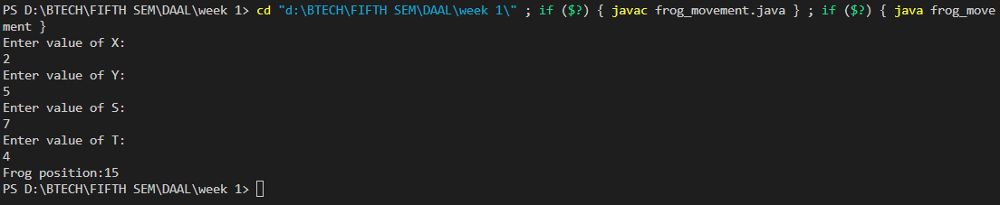 PS D:\BTECH\FIFTH SEM\DAAL\week 1> cd "d:\BTECH\FIFTH SEM\DAAL\week 1\" ; if ($?) { javac frog_movement.java } ; if ($?) { java frog_move
ment }
Enter value of X:
2
Enter value of Y:
5
Enter value of S:
7
Enter value of T:
4
Frog position:15
PS D:\BTECH\FIFTH SEM\DAAL\week 1>